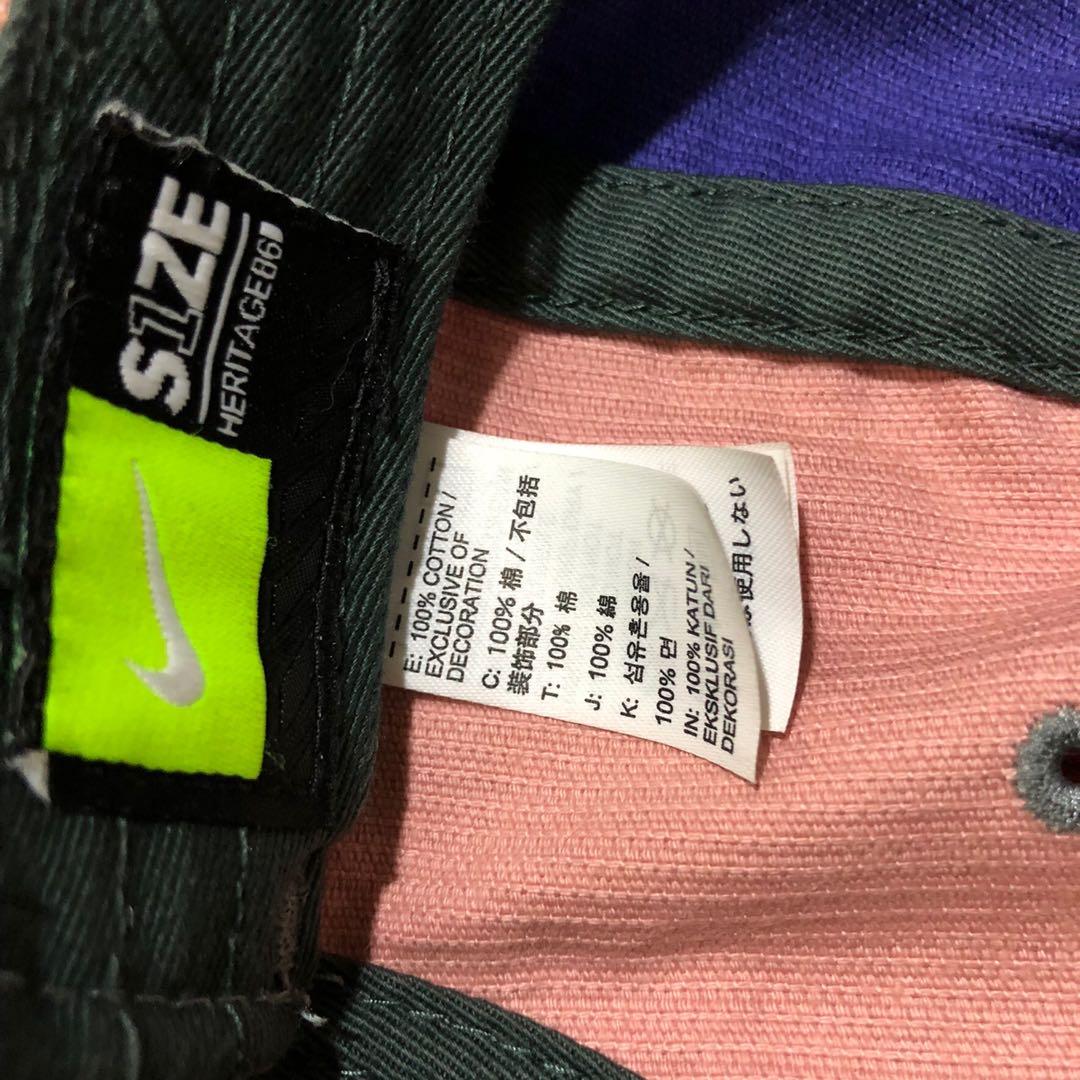 S1ZE
HERITAGE86
E: 100% COTTON /
EXCLUSIVE OF
DECORATION
C: 100% 棉 / 不包括
装饰部分
T: 100% 棉
J: 100% 綿
K: 섬유혼용율 /
100% 면
IN: 100% KATUN /
EKSKLUSIF DARI
DEKORASI
使用しない